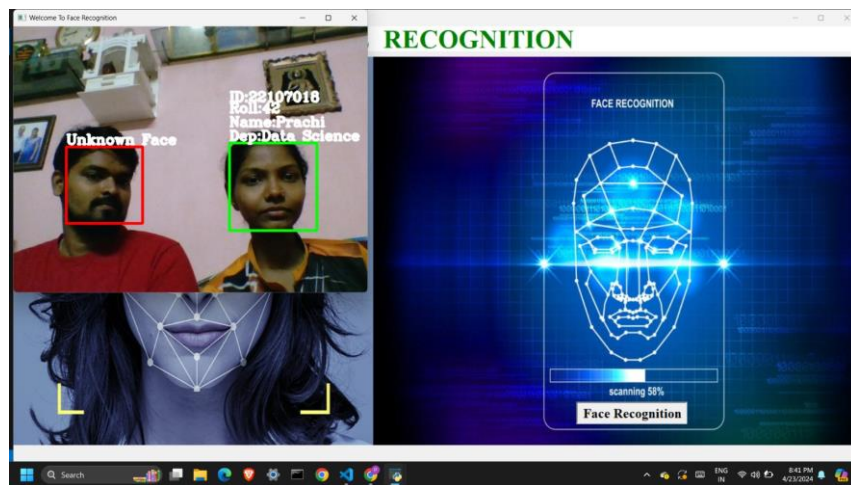 Welcome To Face Recognition
RECOGNITION
ID:22107018
Roll:42
Name:Prachi
Dep:Data Science
Unknown Face
FACE RECOGNITION
scanning 58%
Face Recognition
Search
ENG
IN
8:41 PM
4/23/2024